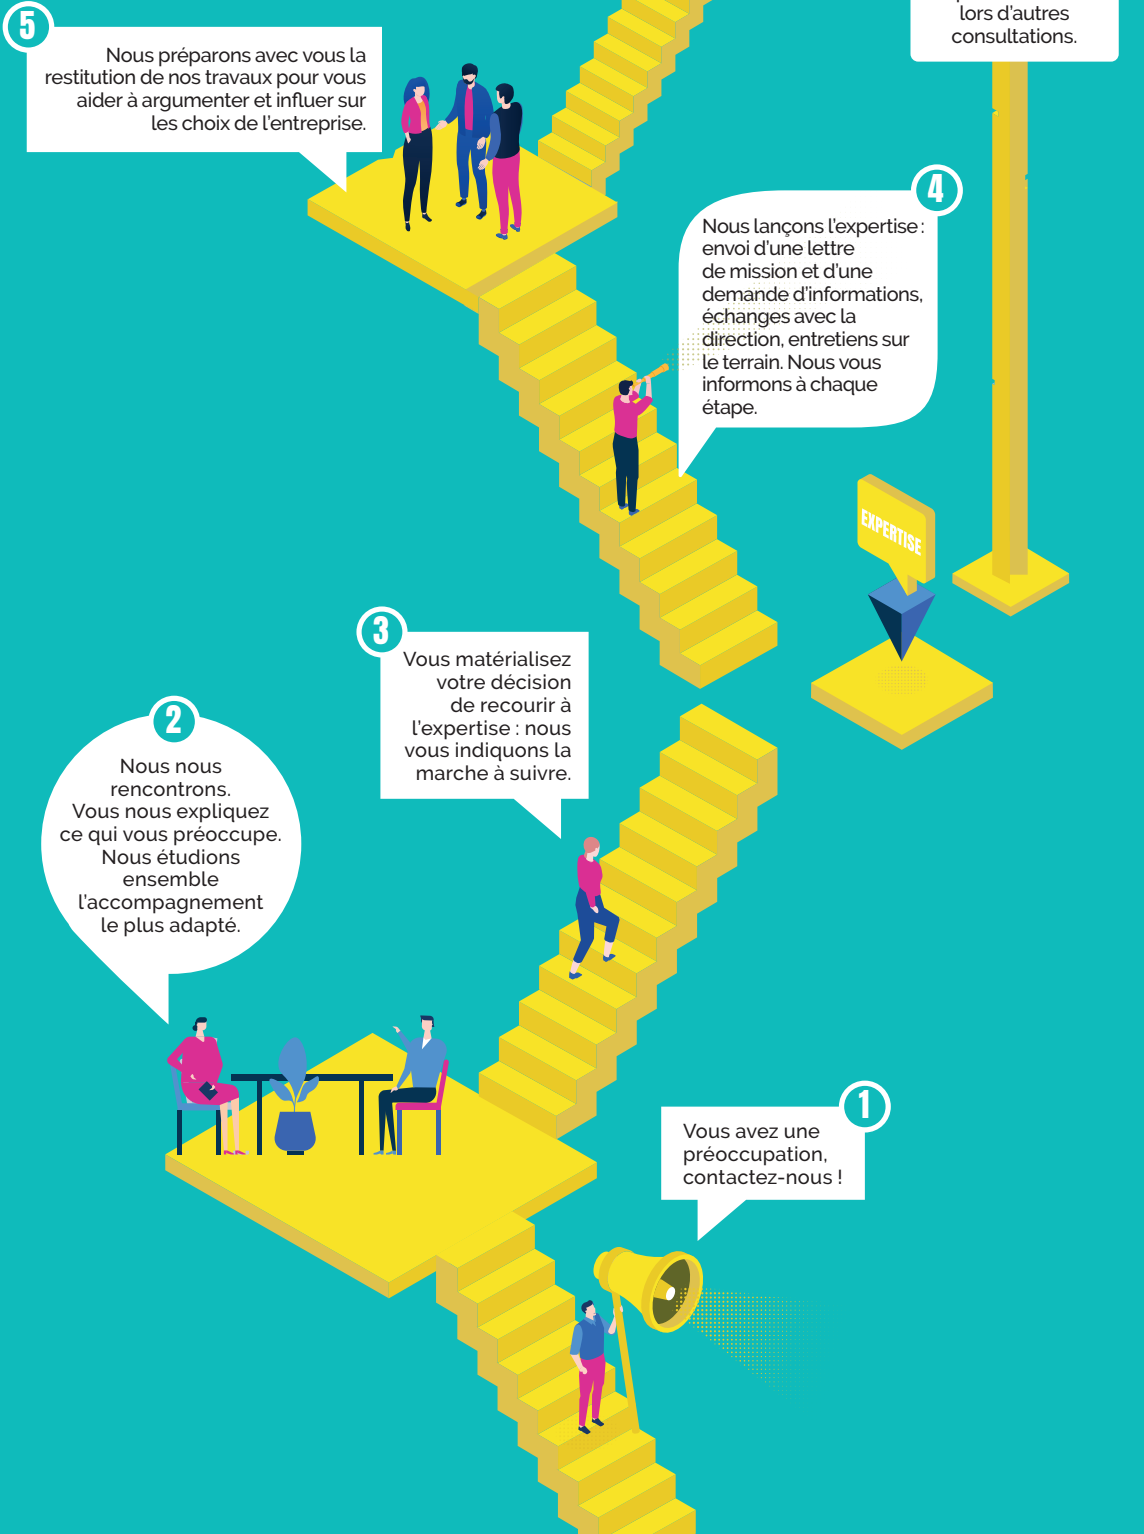 lors d'autres
consultations.
5
Nous préparons avec vous la
restitution de nos travaux pour vous
aider à argumenter et influer sur
les choix de l'entreprise.
4
Nous lançons l'expertise :
envoi d'une lettre
de mission et d'une
demande d'informations,
échanges avec la
direction, entretiens sur
le terrain. Nous vous
informons à chaque
étape.
EXPERTISE
3
Vous matérialisez
votre décision
de recourir à
l'expertise : nous
vous indiquons la
marche à suivre.
2
Nous nous
rencontrons.
Vous nous expliquez
ce qui vous préoccupe.
Nous étudions
ensemble
l'accompagnement
le plus adapté.
1
Vous avez une
préoccupation,
contactez-nous !